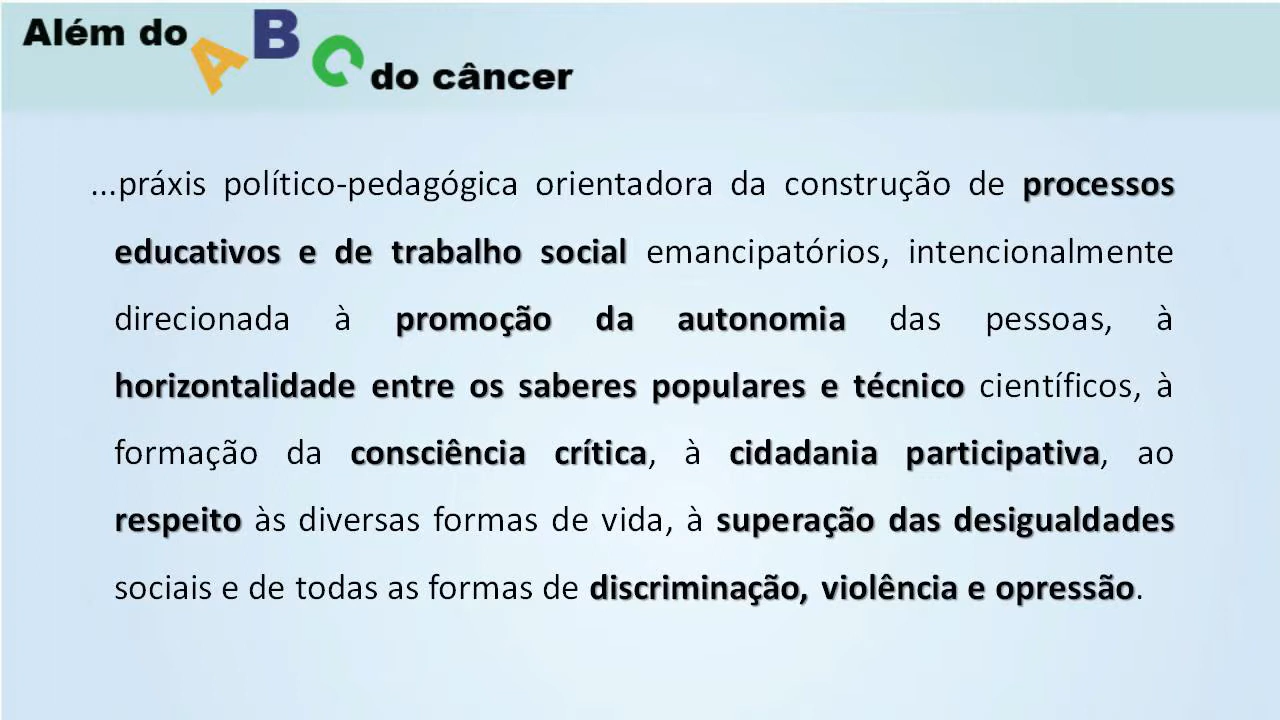 Além do ABC do câncer
...práxis político-pedagógica orientadora da construção de processos
educativos e de trabalho social emancipatórios, intencionalmente
direcionada à promoção da autonomia das pessoas, à
horizontalidade entre os saberes populares e técnico científicos, à
formação da consciência crítica, à cidadania participativa, ao
respeito às diversas formas de vida, à superação das desigualdades
sociais e de todas as formas de discriminação, violência e opressão.